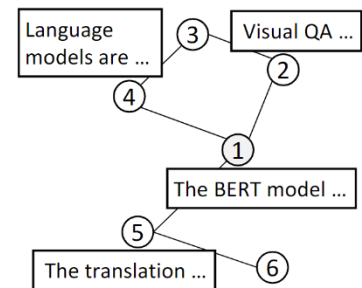 Language
models are ...
3
Visual QA ...
2
4
1
The BERT model ...
5
6
The translation ...